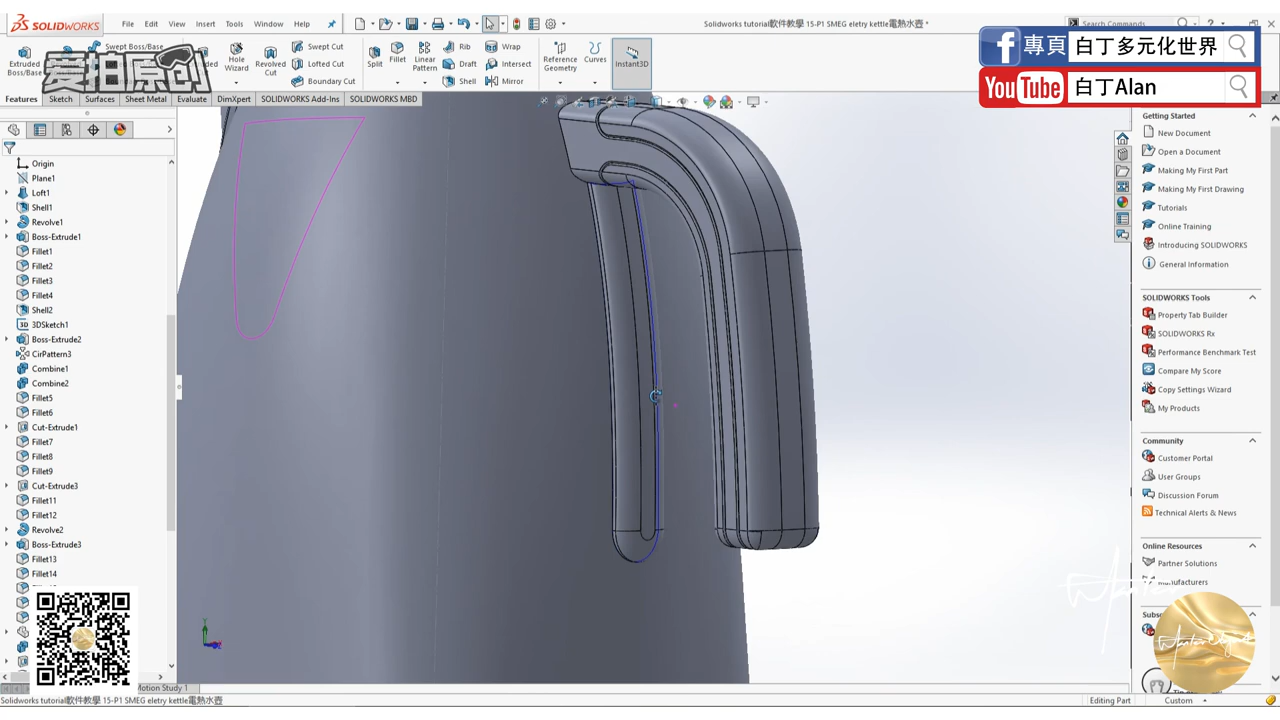 SOLIDWORKS
File Edit View Insert Tools Window Help
Solidworks tutorial軟件教學 15-P1 SMEG eletry kettle電熱水壺 *
Search Commands
專頁 白丁多元化世界
YouTube 白丁Alan
愛拍原創
Extruded Boss/Base
Swept Boss/Base
Hole Wizard
Revolved Cut
Swept Cut
Lofted Cut
Boundary Cut
Split
Fillet
Linear Pattern
Rib
Draft
Shell
Wrap
Intersect
Mirror
Reference Geometry
Curves
Instant3D
Features Sketch Surfaces Sheet Metal Evaluate DimXpert SOLIDWORKS Add-Ins SOLIDWORKS MBD
Origin
Plane1
Loft1
Shell1
Revolve1
Boss-Extrude1
Fillet1
Fillet2
Fillet3
Fillet4
Shell2
3D 3DSketch1
Boss-Extrude2
CirPattern3
Combine1
Combine2
Fillet5
Fillet6
Cut-Extrude1
Fillet7
Fillet8
Fillet9
Cut-Extrude3
Fillet11
Fillet12
Revolve2
Boss-Extrude3
Fillet13
Fillet14
Getting Started
New Document
Open a Document
Making My First Part
Making My First Drawing
Tutorials
Online Training
Introducing SOLIDWORKS
General Information
SOLIDWORKS Tools
Property Tab Builder
SOLIDWORKS Rx
Performance Benchmark Test
Compare My Score
Copy Settings Wizard
My Products
Community
Customer Portal
User Groups
Discussion Forum
Technical Alerts & News
Online Resources
Partner Solutions
Manufacturers
Motion Study 1
Solidworks tutorial軟件教學 15-P1 SMEG eletry kettle電熱水壺
Editing Part
Custom